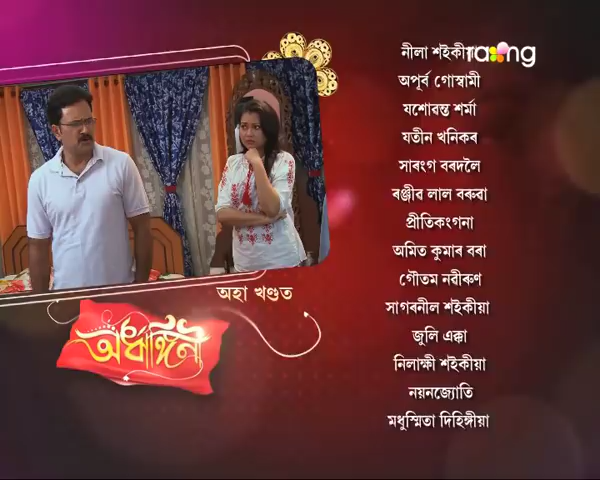 নীলা শইকীয়া
rang
অপূৰ্ব গোস্বামী
যশোৱন্ত শৰ্মা
যতীন খনিকৰ
সাৰংগ বৰদলৈ
ৰঞ্জীৱ লাল বৰুৱা
প্ৰীতিকংগনা
অমিত কুমাৰ বৰা
গৌতম নৱীৰুণ
সাগৰনীল শইকীয়া
জুলি এক্কা
নিলাক্ষী শইকীয়া
নয়নজ্যোতি
মধুস্মিতা দিহিঙ্গীয়া
অহা খণ্ডত
অৰ্ধাঙ্গিনী